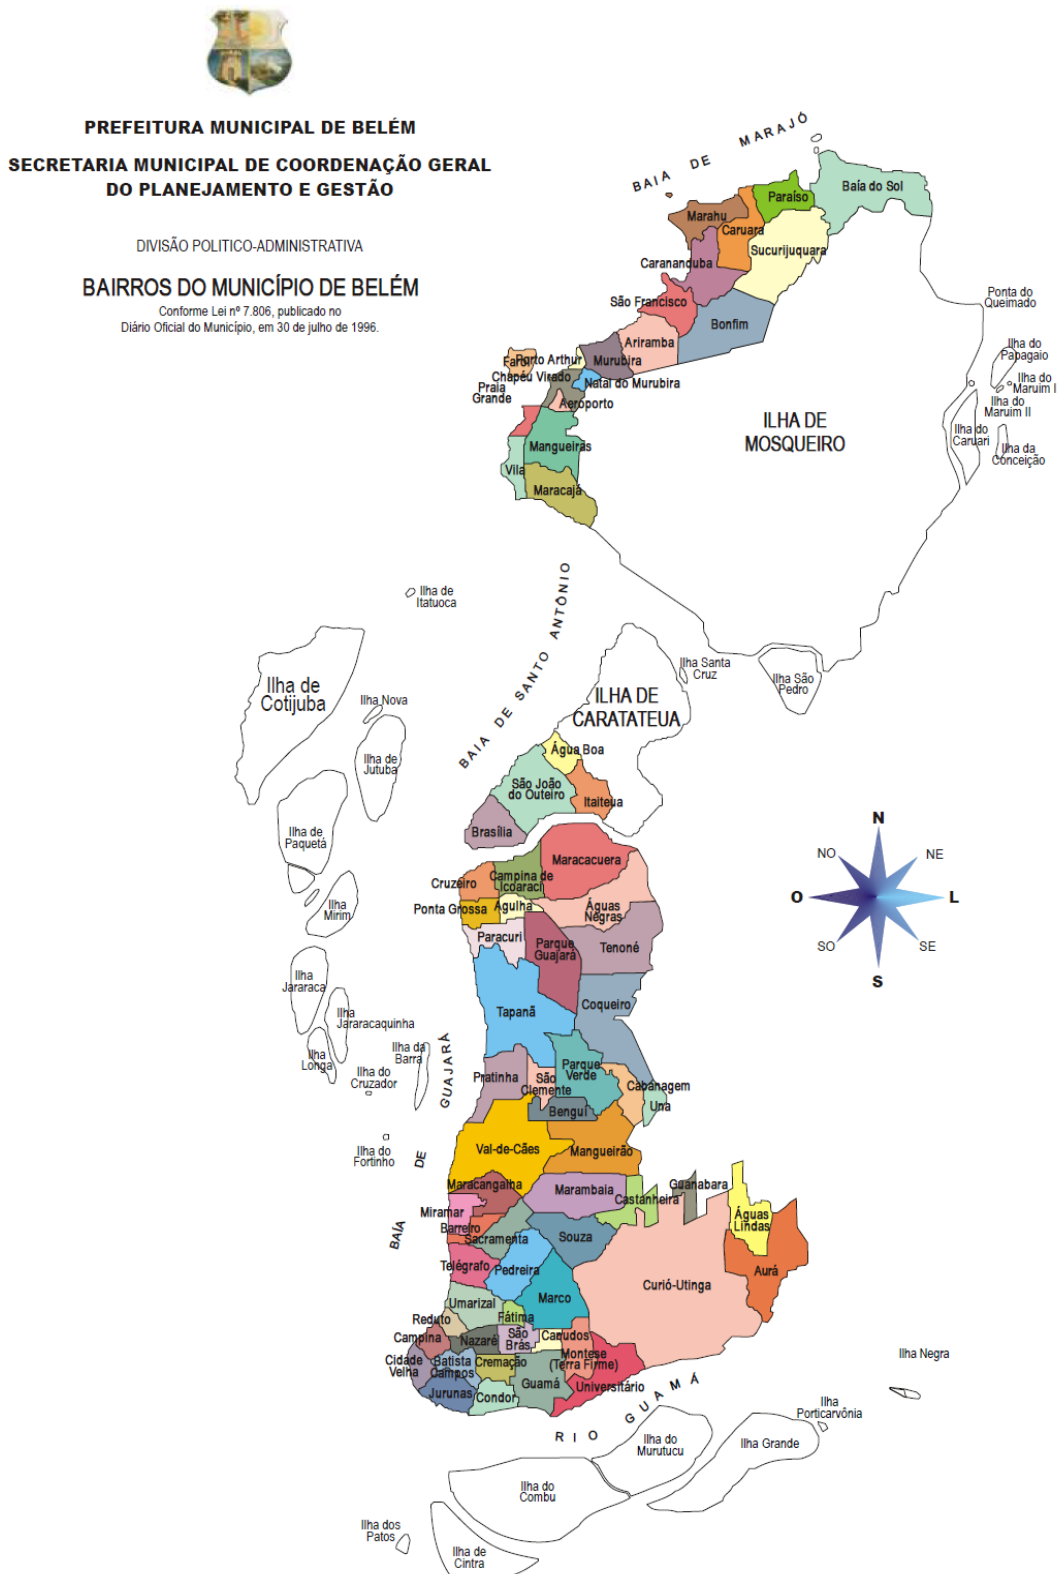 PREFEITURA MUNICIPAL DE BELÉM
SECRETARIA MUNICIPAL DE COORDENAÇÃO GERAL
DO PLANEJAMENTO E GESTÃO
DIVISÃO POLITICO-ADMINISTRATIVA
BAIRROS DO MUNICÍPIO DE BELÉM
Conforme Lei nº 7.806, publicado no
Diário Oficial do Município, em 30 de julho de 1996.
BAIA DE MARAJÓ
Baía do Sol
Paraíso
Marahu
Caruara
Sucurijuquara
Carananduba
São Francisco
Bonfim
Ariramba
Murubira
Porto Arthur
Farol
Chapéu Virado
Natal do Murubira
Praia
Grande
Aeroporto
Mangueiras
Vila
Maracajá
ILHA DE
MOSQUEIRO
Ponta do
Queimado
Ilha do
Papagaio
Ilha do
Maruim I
Ilha do
Maruim II
Ilha do
Caruari
Ilha da
Conceição
Ilha de
Itatuoca
BAIA DE SANTO ANTÔNIO
Ilha Santa
Cruz
Ilha São
Pedro
Ilha de
Cotijuba
Ilha Nova
Ilha de
Jutuba
ILHA DE
CARATATEUA
Água Boa
São João
do Outeiro
Itaiteua
Brasília
Ilha de
Paquetá
Ilha
Mirim
Maracacuera
Cruzeiro
Campina de
Icoaraci
Ponta Grossa
Águlha
Águas
Negras
Paracuri
Parque
Guajará
Tenoné
N
NO
NE
O
L
SO
SE
S
Ilha
Jararaca
Ilha
Jararacaquinha
Ilha
Longa
Ilha da
Barra
Ilha do
Cruzador
Ilha do
Fortinho
BAÍA DE GUAJARÁ
Tapanã
Coqueiro
Pratinha
São
Clemente
Parque
Verde
Cabanagem
Una
Benguí
Val-de-Cães
Mangueirão
Maracangalha
Marambaia
Castanheira
Guanabara
Águas
Lindas
Miramar
Barreiro
Sacramenta
Souza
Telégrafo
Pedreira
Marco
Curió-Utinga
Aurá
Umarizal
Fátima
Reduto
Campina
Nazaré
São
Brás
Canudos
Cidade
Velha
Batista
Campos
Cremação
Montese
(Terra Firme)
Guamá
Universitário
Jurunas
Condor
RIO GUAMÁ
Ilha Negra
Ilha
Porticarvônia
Ilha Grande
Ilha do
Murutucu
Ilha do
Combu
Ilha dos
Patos
Ilha de
Cintra